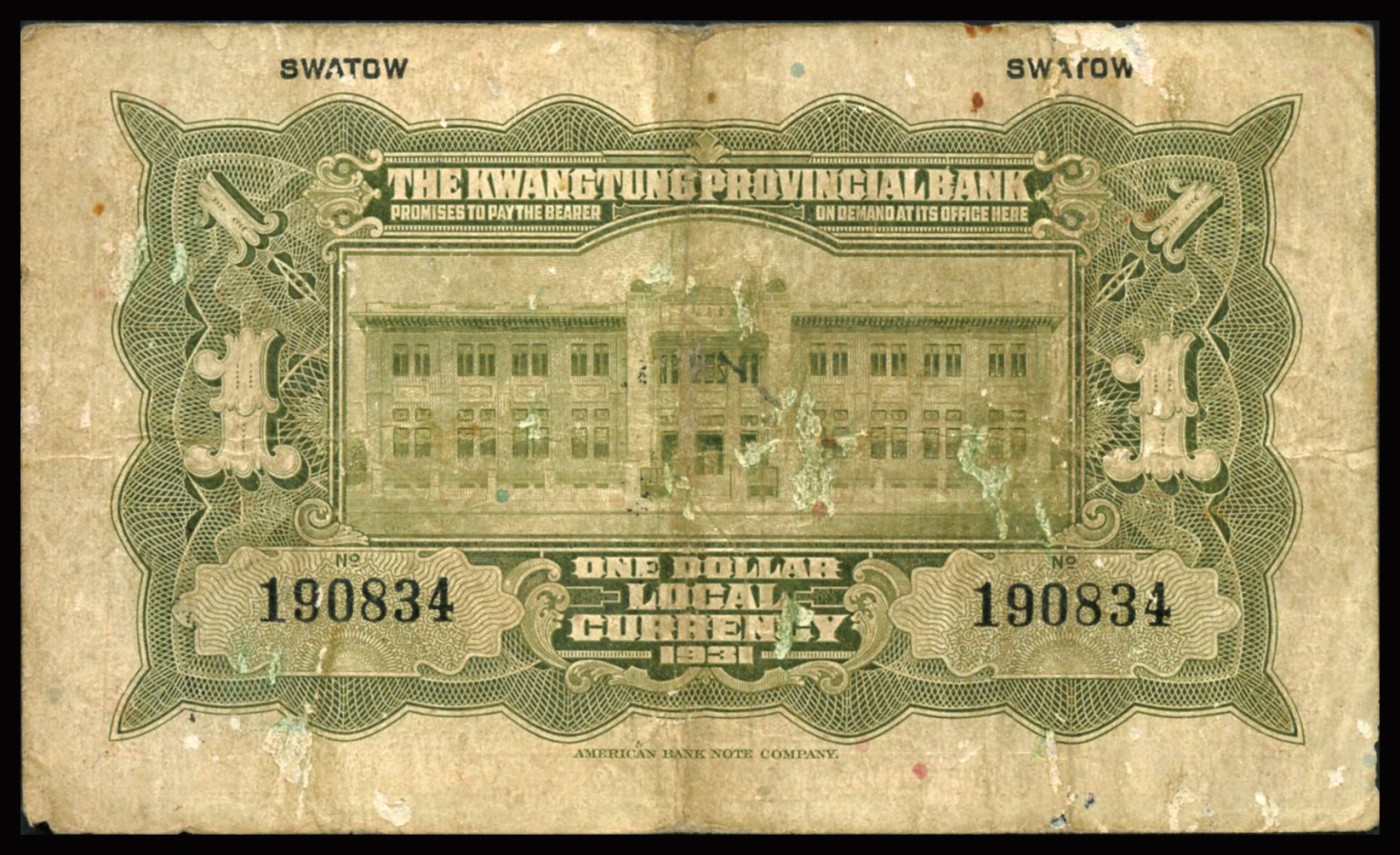 SWATOW SWATOW
THE KWANGTUNG PROVINCIAL BANK
PROMISES TO PAY THE BEARER ON DEMAND AT ITS OFFICE HERE
1 1
1 1
Nº Nº
190834 190834
ONE DOLLAR
LOCAL
CURRENCY
1931
AMERICAN BANK NOTE COMPANY.